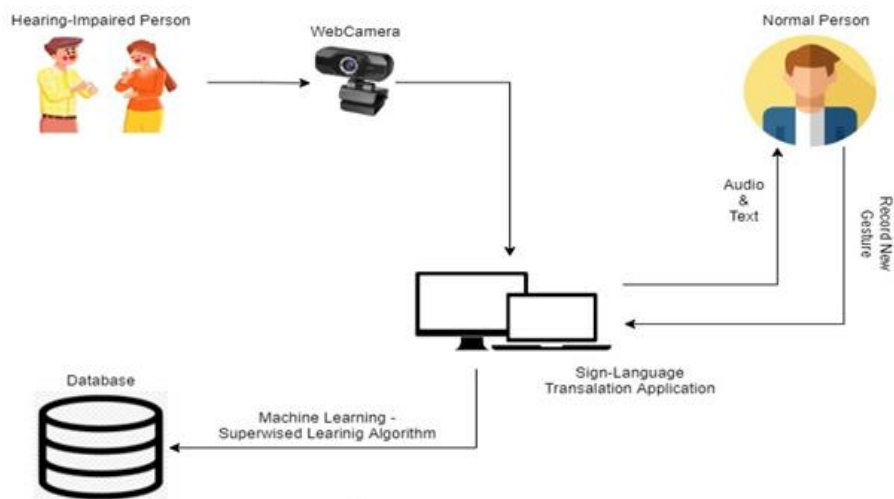 Hearing-Impaired Person
WebCamera
Normal Person
Audio
&
Text
Record New
Gesture
Sign-Language
Transalation Application
Database
Machine Learning -
Superwised Learinig Algorithm